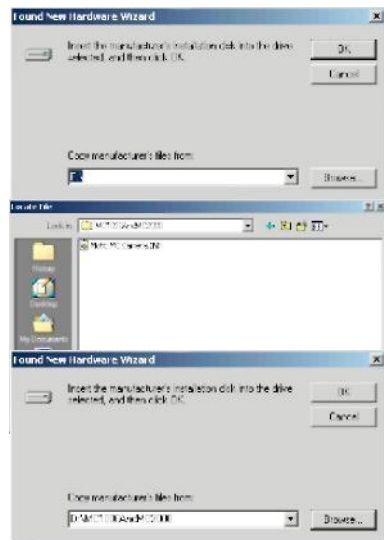 Found New Hardware Wizard
Insert the manufacturer's installation disk into the drive
selected, and then click OK.
OK
Cancel
Copy manufacturer's files from:
Browse...
Locate File
Look in:
History
Desktop
My Documents
Found New Hardware Wizard
Insert the manufacturer's installation disk into the drive
selected, and then click OK.
OK
Cancel
Copy manufacturer's files from:
Browse...